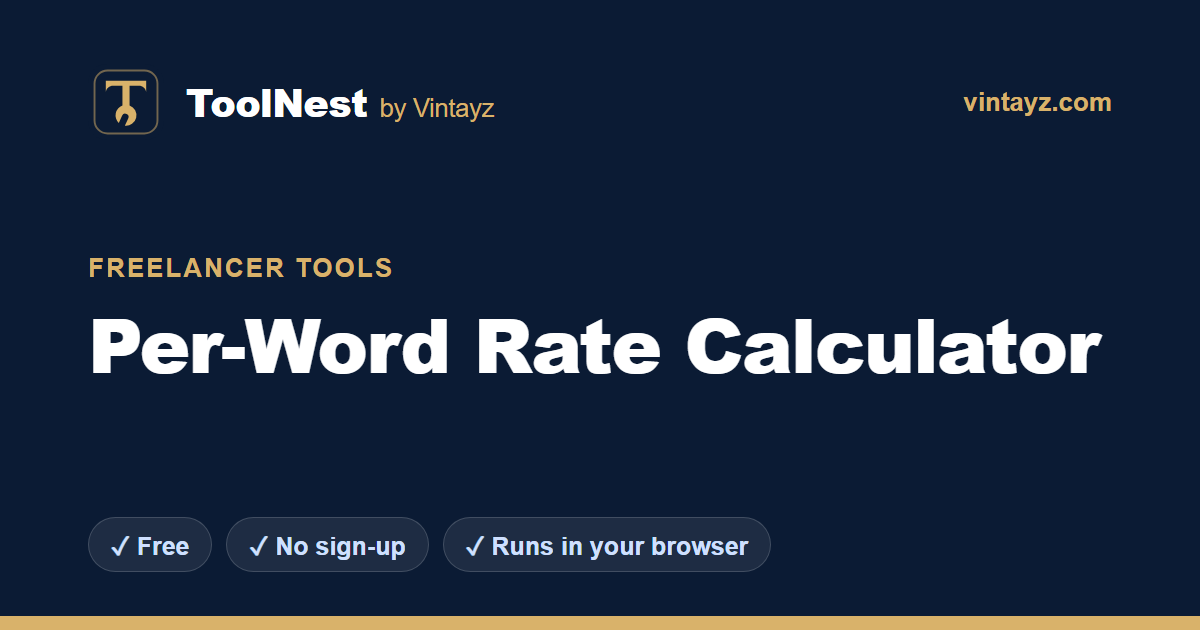 ToolNest by Vintayz
vintayz.com
FREELANCER TOOLS
Per-Word Rate Calculator
✓ Free
✓ No sign-up
✓ Runs in your browser